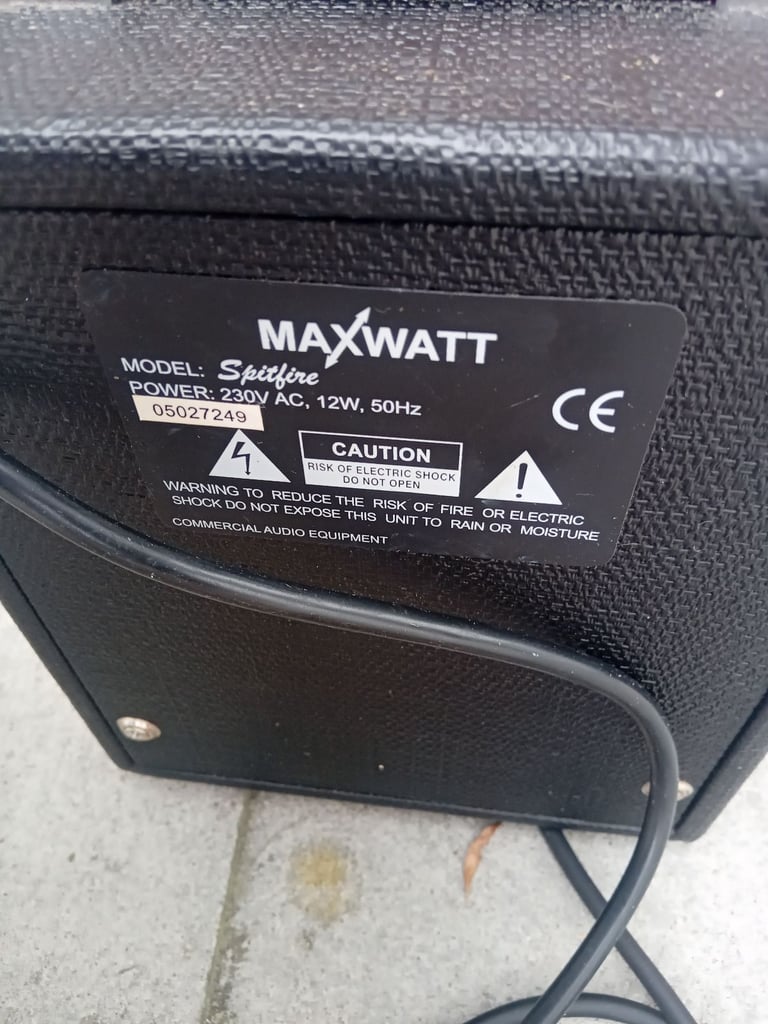 MAXWATT
MODEL: Spitfire
POWER: 230V AC, 12W, 50Hz
05027249
CE
CAUTION
RISK OF ELECTRIC SHOCK
DO NOT OPEN
WARNING TO REDUCE THE RISK OF FIRE OR ELECTRIC
SHOCK DO NOT EXPOSE THIS UNIT TO RAIN OR MOISTURE
COMMERCIAL AUDIO EQUIPMENT